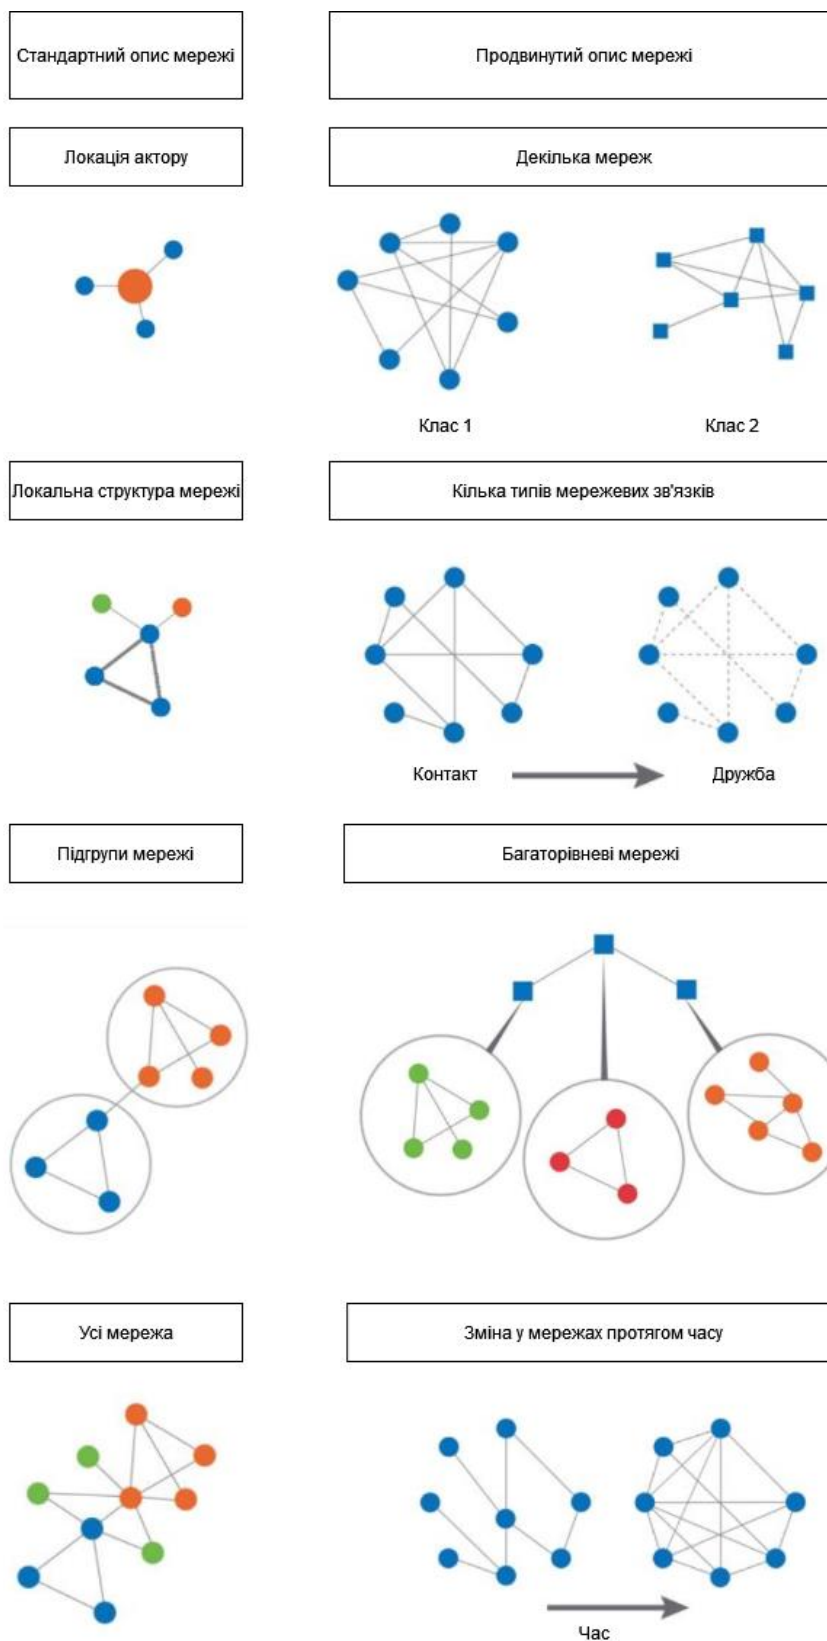 Стандартний опис мережі
Продвинутий опис мережі
Локація актору
Декілька мереж
Клас 1
Клас 2
Локальна структура мережі
Кілька типів мережевих зв'язків
Контакт
Дружба
Підгрупи мережі
Багаторівневі мережі
Усі мережа
Зміна у мережах протягом часу
Час